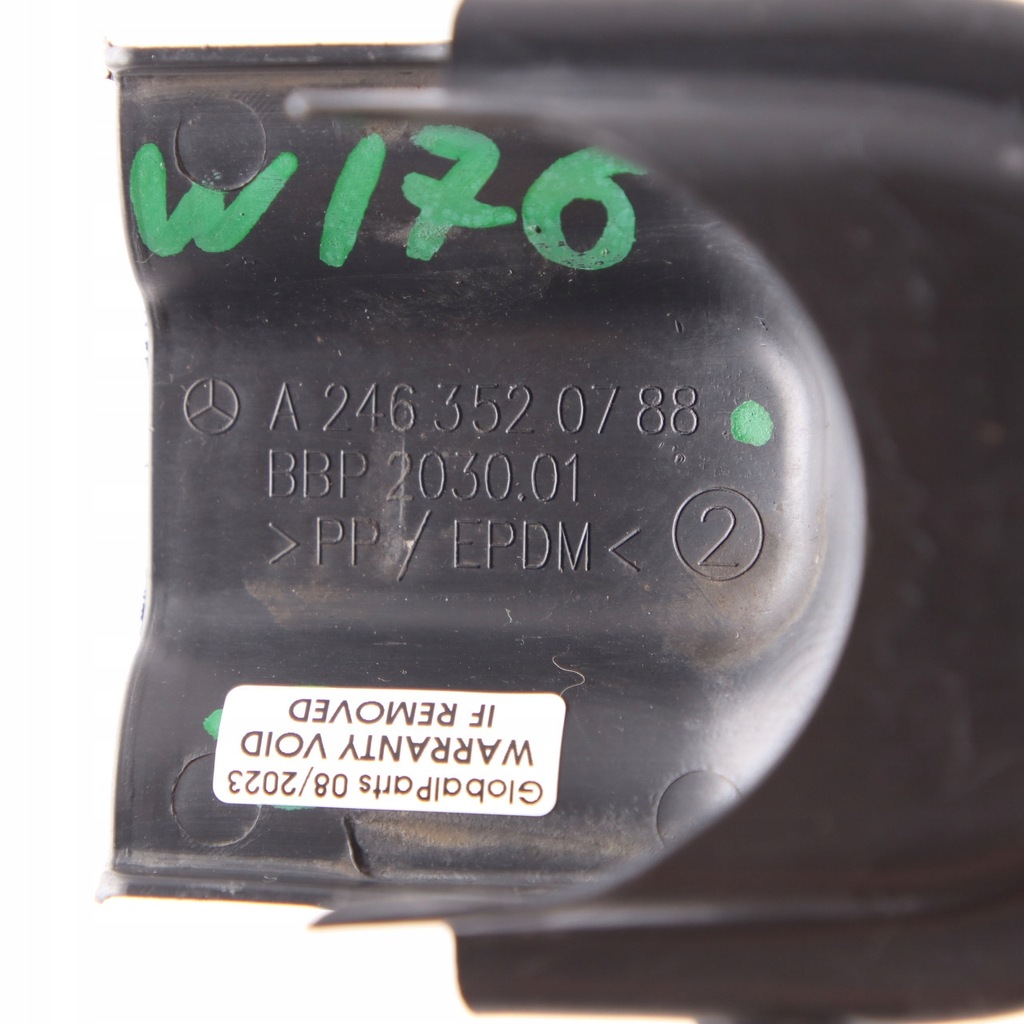 W176
A 246 352 07 88
BBP 2030.01
>PP / EPDM< 2
GlobalParts 08/2023
WARRANTY VOID
IF REMOVED